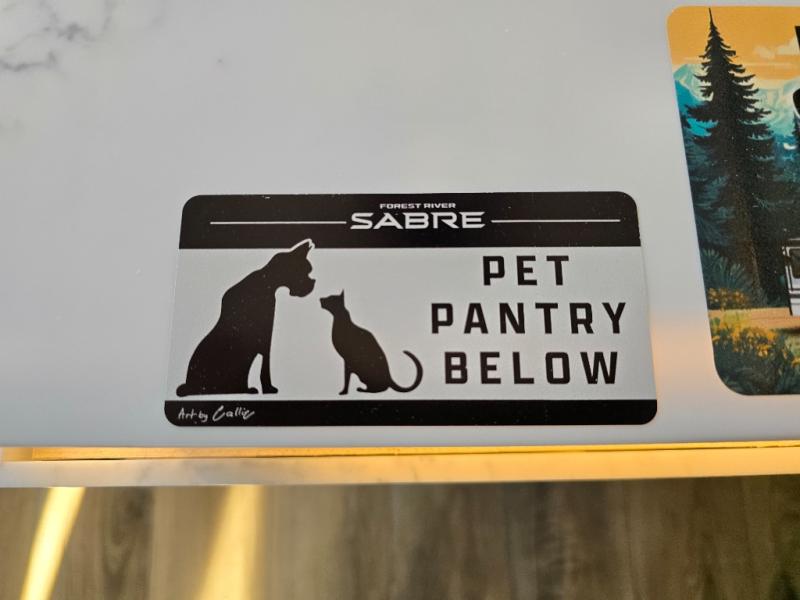 FOREST RIVER
SABRE
PET
PANTRY
BELOW
Art by Callie